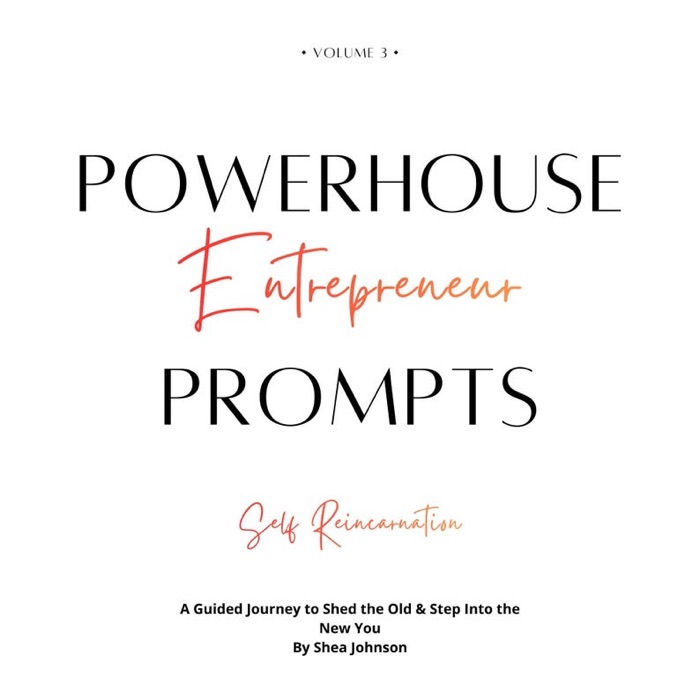 • VOLUME 3 •
POWERHOUSE
Entrepreneur
PROMPTS
Self Reincarnation
A Guided Journey to Shed the Old & Step Into the
New You
By Shea Johnson